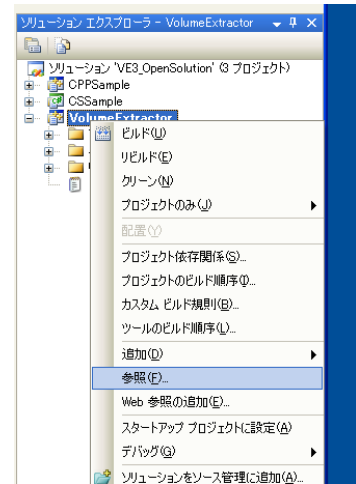 ソリューション エクスプローラ - VolumeExtractor
ソリューション 'VE3_OpenSolution' (3 プロジェクト)
CPPSample
CSSample
VolumeExtractor
ビルド(U)
リビルド(E)
クリーン(N)
プロジェクトのみ(J)
配置(Y)
プロジェクト依存関係(S)...
プロジェクトのビルド順序(I)...
カスタム ビルド規則(B)...
ツールのビルド順序(L)...
追加(D)
参照(F)...
Web 参照の追加(E)...
スタートアップ プロジェクトに設定(A)
デバッグ(G)
ソリューションをソース管理に追加(A)...